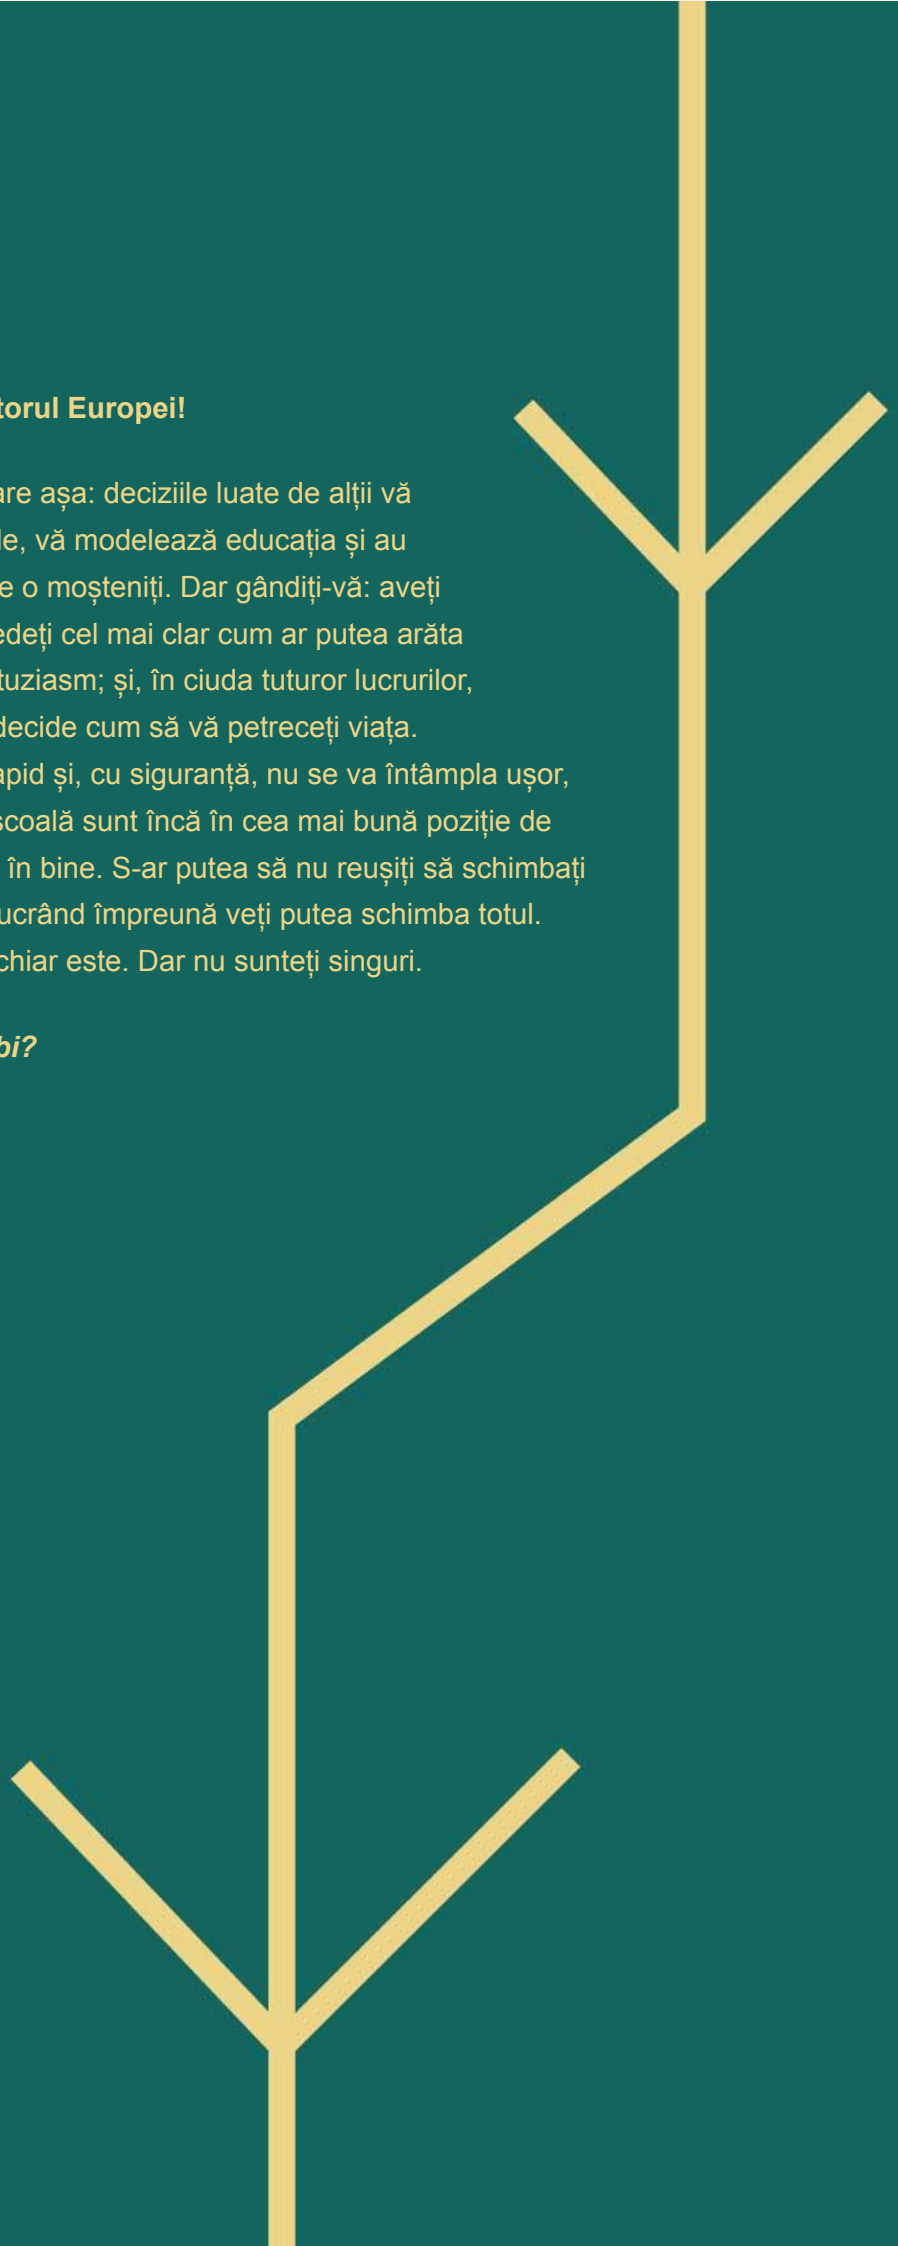 torul Europei!
are așa: deciziile luate de alții vă
le, vă modelează educația și au
e o moșteniți. Dar gândiți-vă: aveți
edeți cel mai clar cum ar putea arăta
tuziasm; și, în ciuda tuturor lucrurilor,
decide cum să vă petreceți viața.
apid și, cu siguranță, nu se va întâmpla ușor,
școală sunt încă în cea mai bună poziție de
în bine. S-ar putea să nu reușiți să schimbați
ucrând împreună veți putea schimba totul.
chiar este. Dar nu sunteți singuri.
bi?